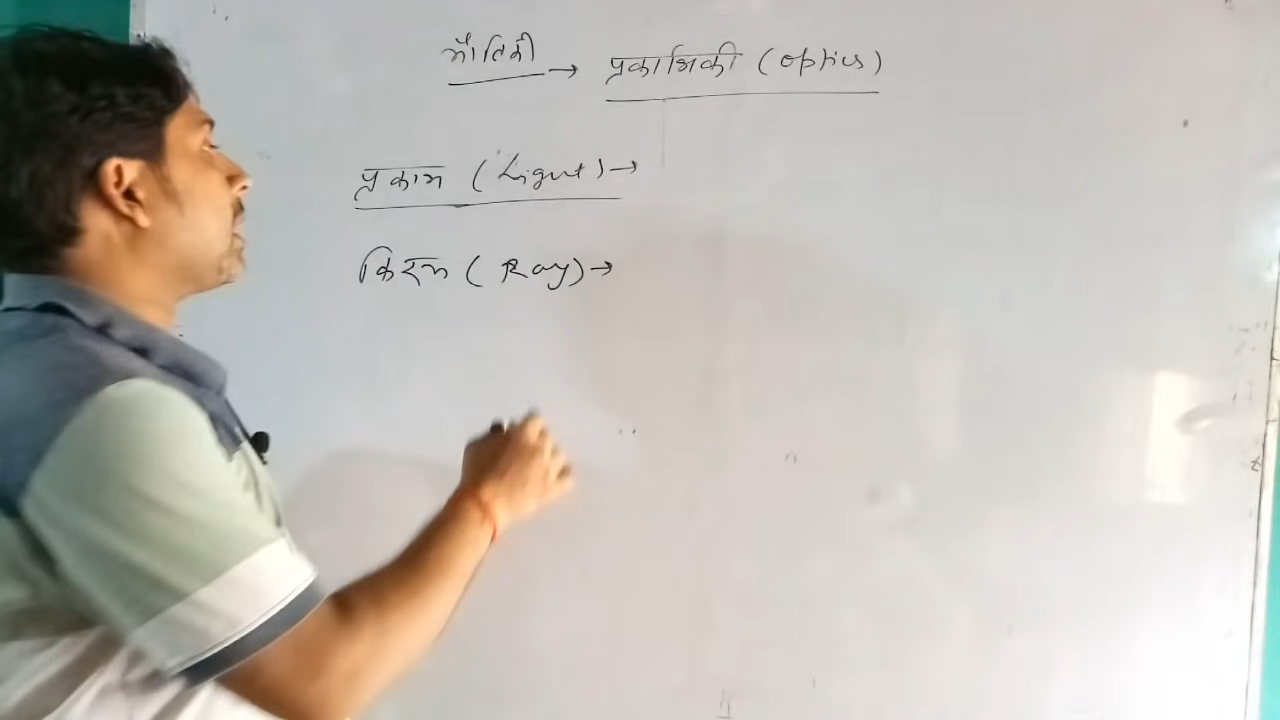 भौतिकी → प्रकाशिकी (optics)
प्रकाश (Light) →
किरण (Ray) →